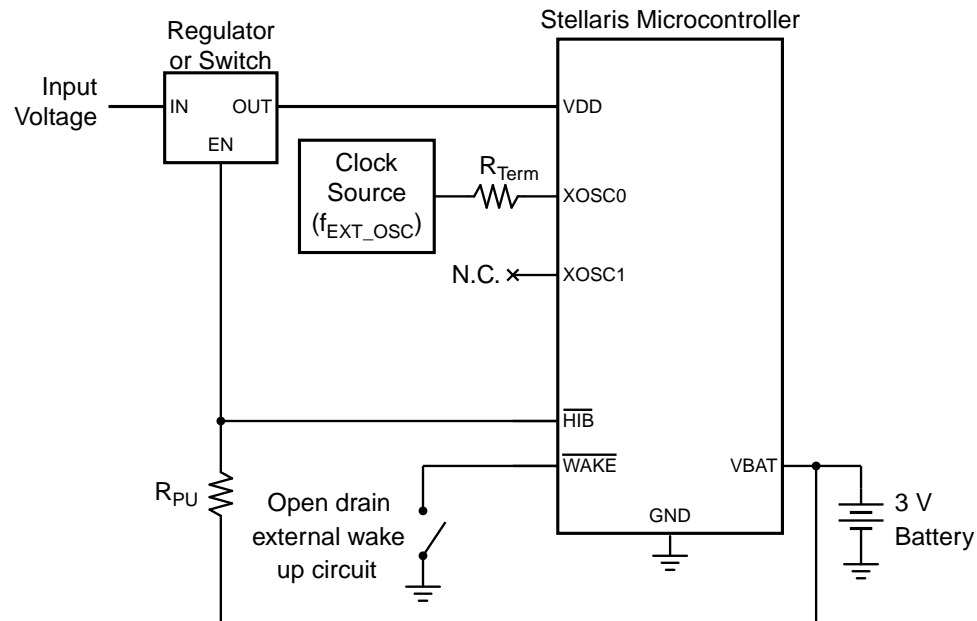 Stellaris Microcontroller
Regulator
or Switch
Input
Voltage
IN
OUT
EN
VDD
Clock
Source
(fEXT_OSC)
RTerm
XOSC0
N.C.
XOSC1
HIB
WAKE
VBAT
RPU
Open drain
external wake
up circuit
GND
3 V
Battery